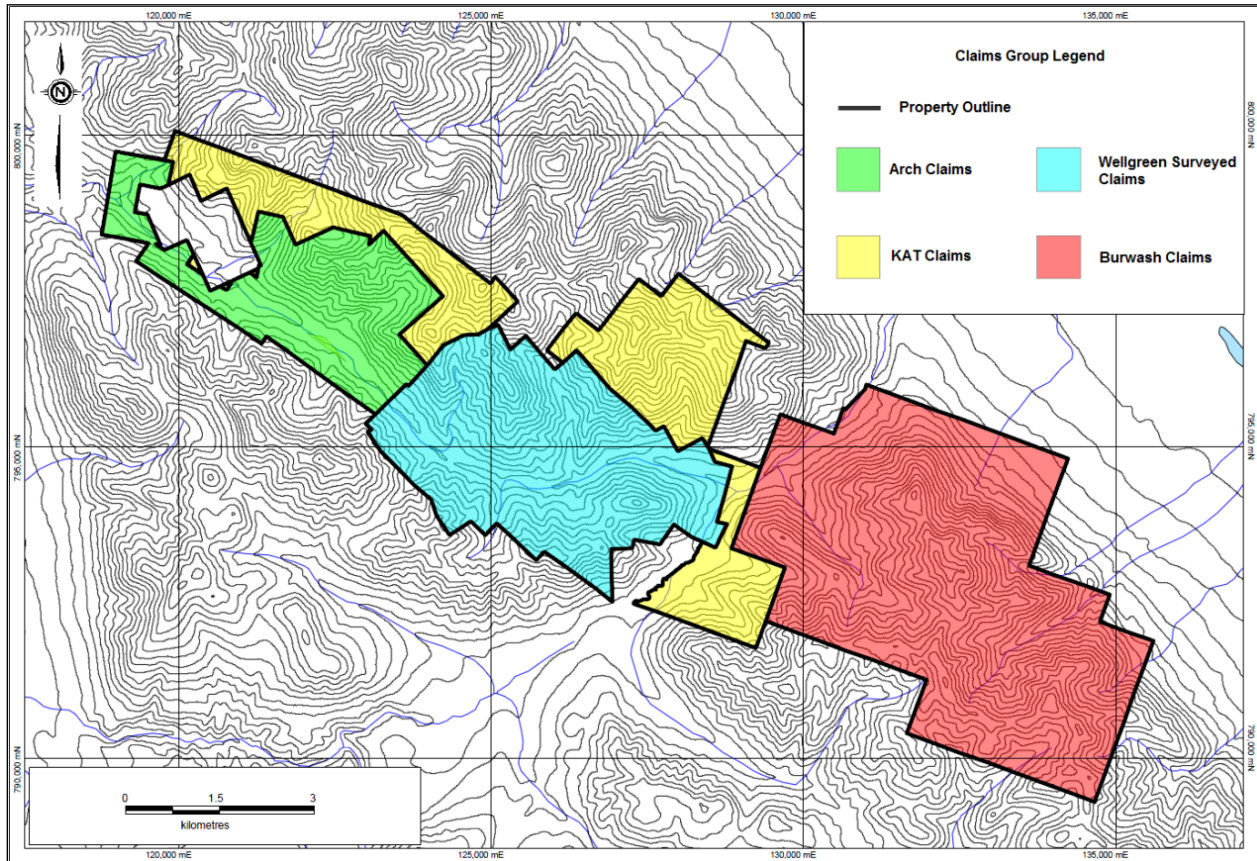 120,000 mE
125,000 mE
130,000 mE
135,000 mE
N
Claims Group Legend
Property Outline
Arch Claims
Wellgreen Surveyed
Claims
KAT Claims
Burwash Claims
800,000 mN
800,000 mN
795,000 mN
795,000 mN
790,000 mN
790,000 mN
0 1.5 3
kilometres
120,000 mE
125,000 mE
130,000 mE
135,000 mE